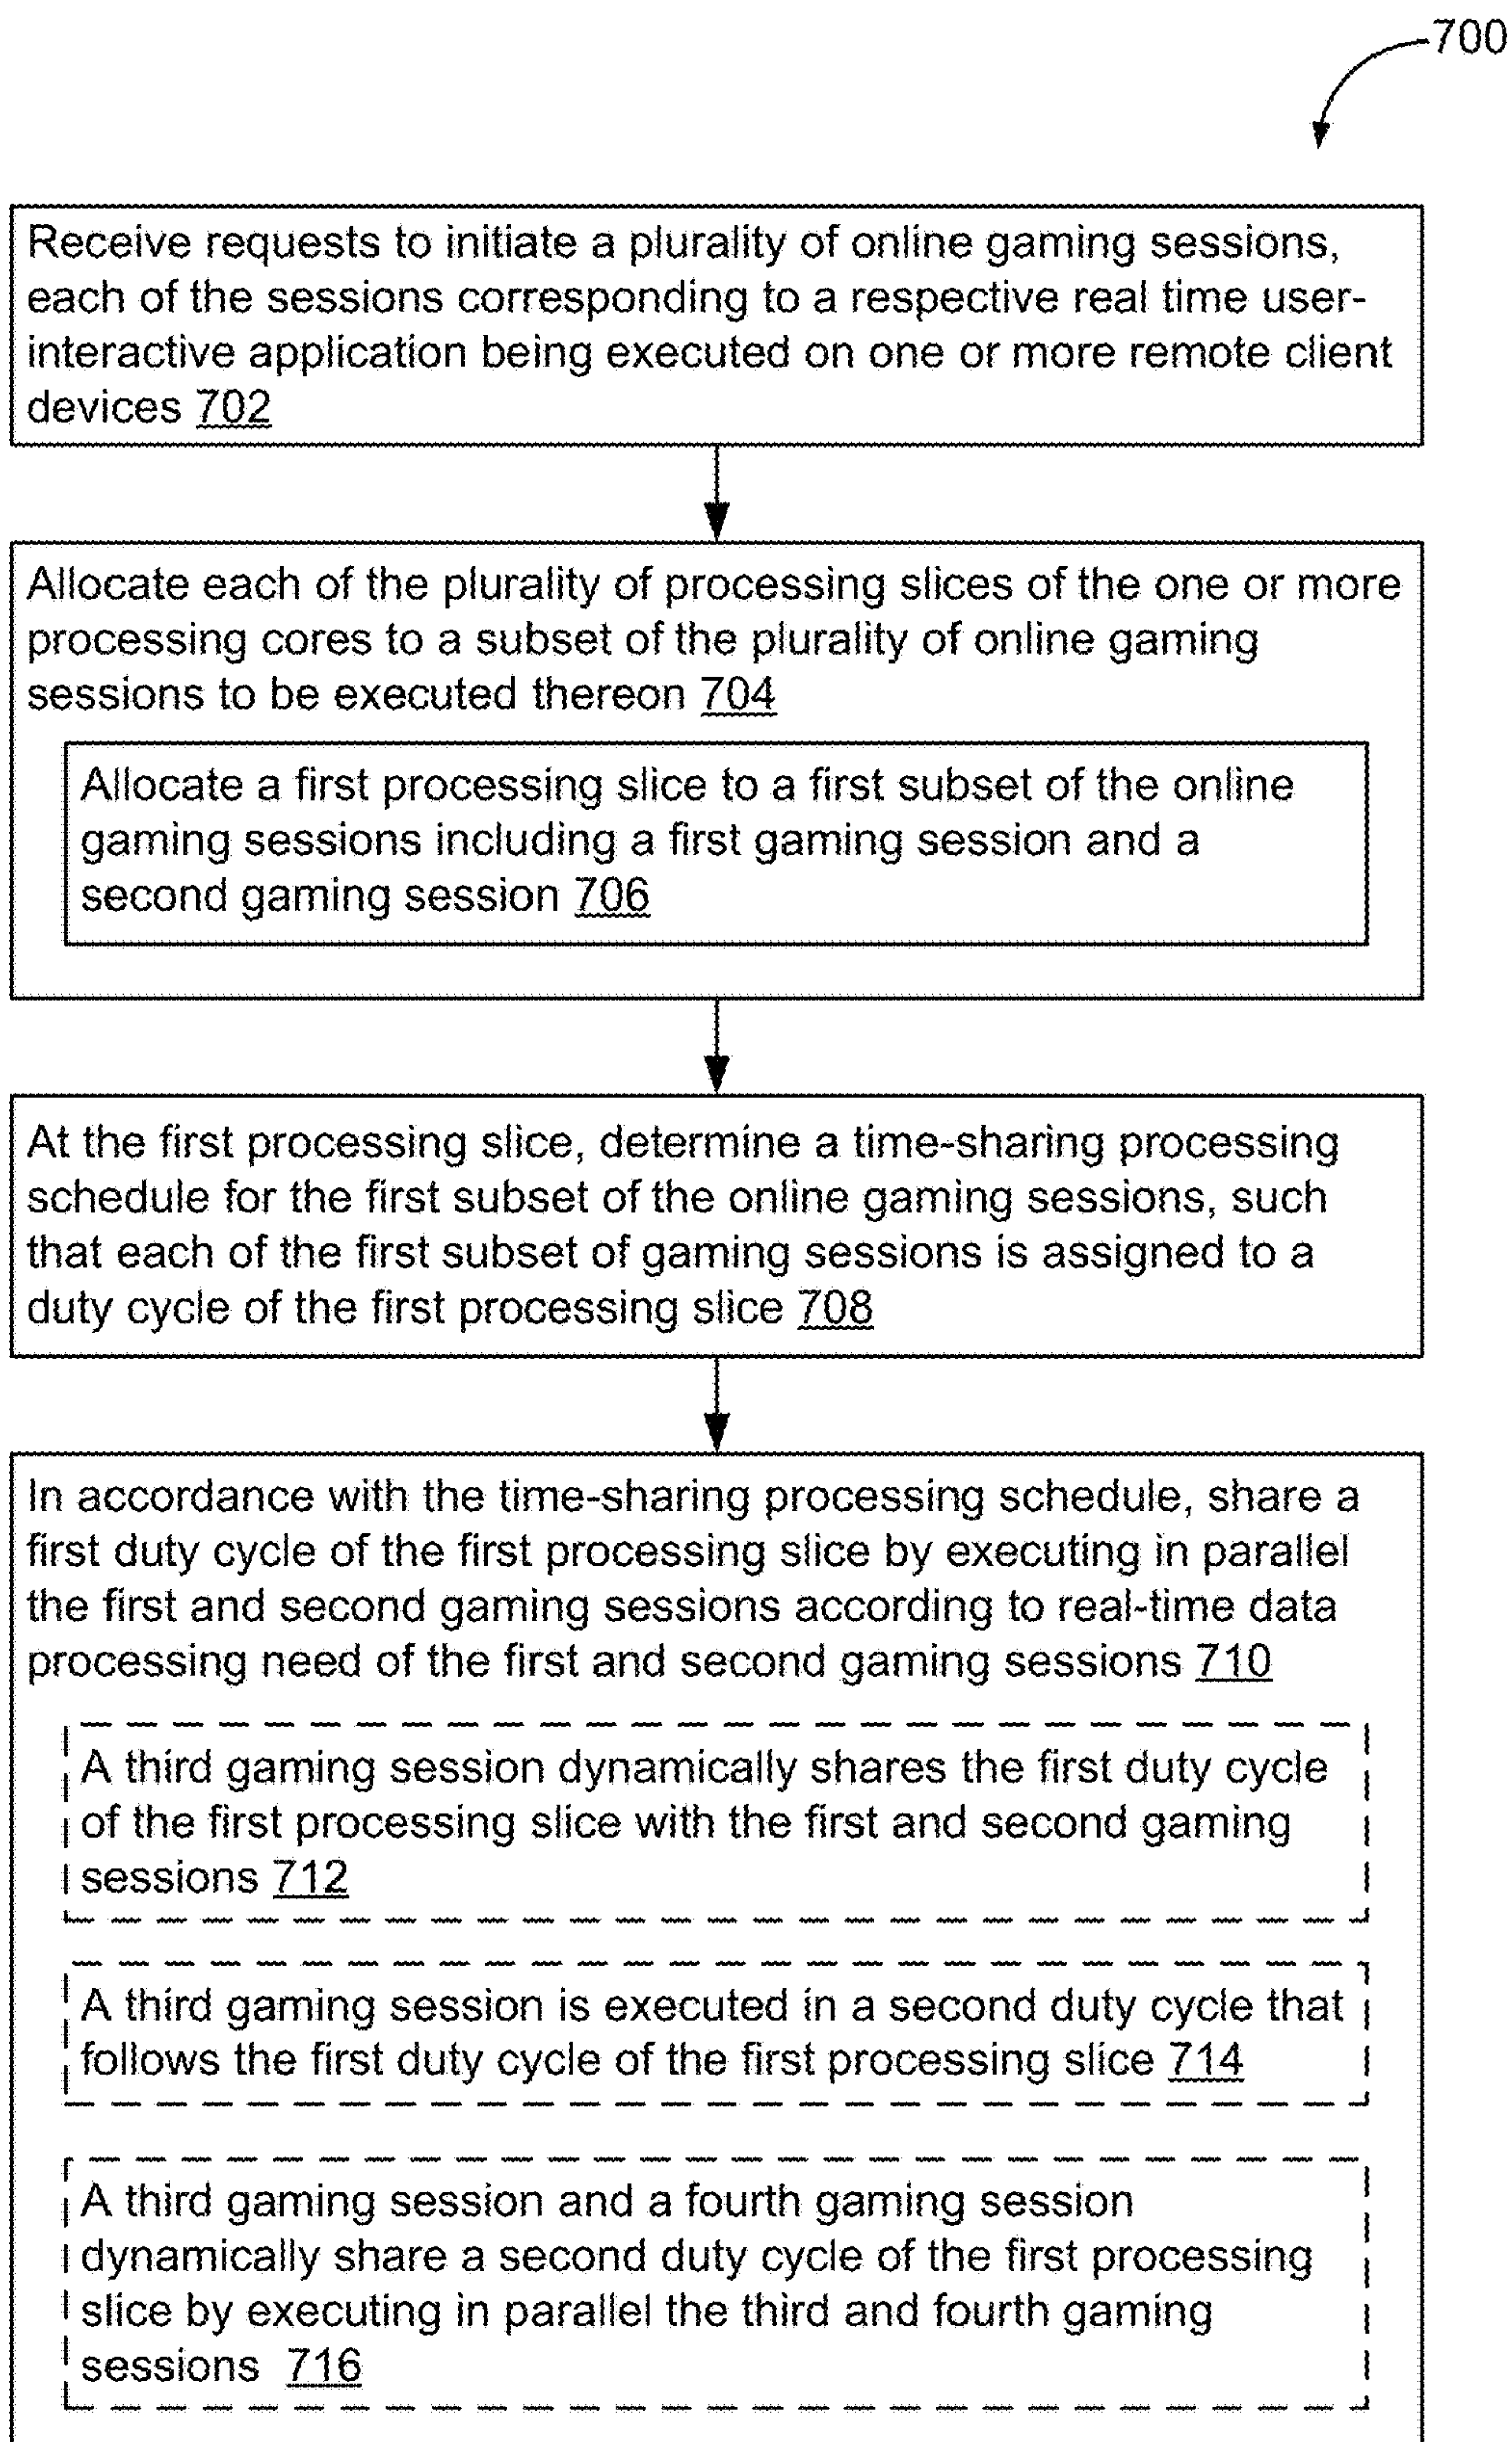 700
Receive requests to initiate a plurality of online gaming sessions,
each of the sessions corresponding to a respective real time user-
interactive application being executed on one or more remote client
devices 702
Allocate each of the plurality of processing slices of the one or more
processing cores to a subset of the plurality of online gaming
sessions to be executed thereon 704
Allocate a first processing slice to a first subset of the online
gaming sessions including a first gaming session and a
second gaming session 706
At the first processing slice, determine a time-sharing processing
schedule for the first subset of the online gaming sessions, such
that each of the first subset of gaming sessions is assigned to a
duty cycle of the first processing slice 708
In accordance with the time-sharing processing schedule, share a
first duty cycle of the first processing slice by executing in parallel
the first and second gaming sessions according to real-time data
processing need of the first and second gaming sessions 710
A third gaming session dynamically shares the first duty cycle
of the first processing slice with the first and second gaming
sessions 712
A third gaming session is executed in a second duty cycle that
follows the first duty cycle of the first processing slice 714
A third gaming session and a fourth gaming session
dynamically share a second duty cycle of the first processing
slice by executing in parallel the third and fourth gaming
sessions 716